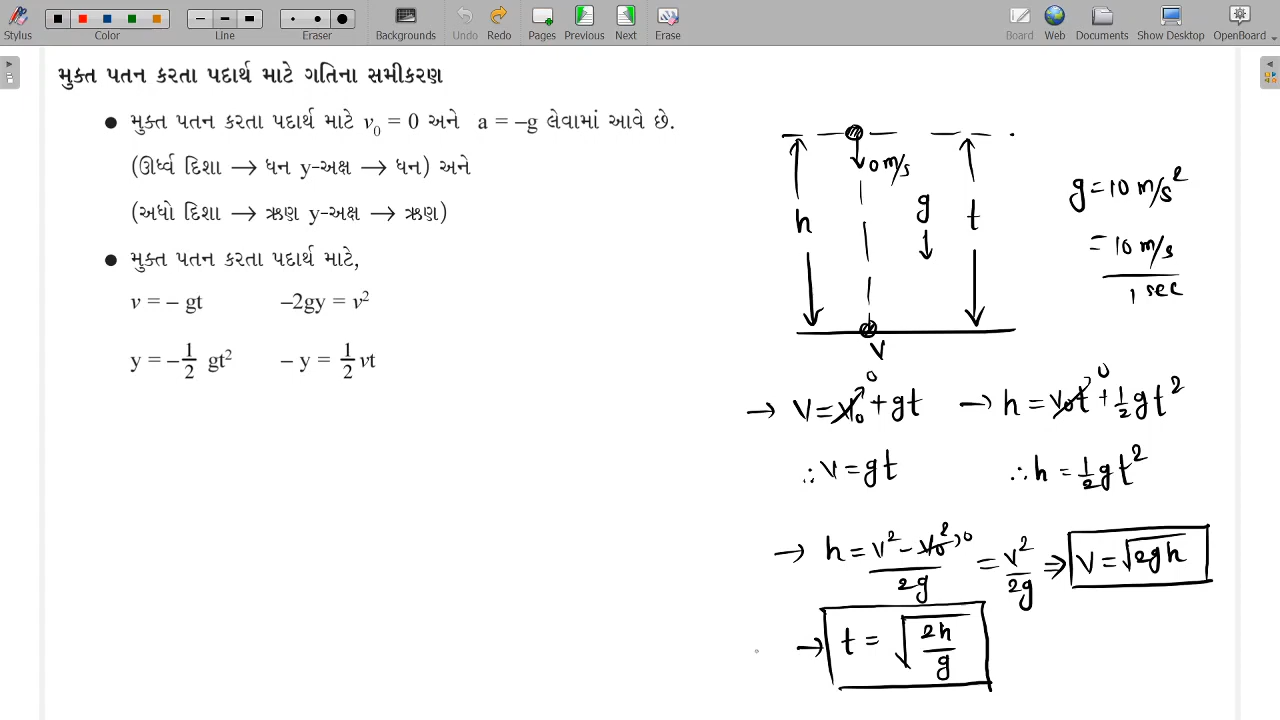 Stylus Color Line Eraser Backgrounds Undo Redo Pages Previous Next Erase Board Web Documents Show Desktop OpenBoard
મુક્ત પતન કરતા પદાર્થ માટે ગતિના સમીકરણ
● મુક્ત પતન કરતા પદાર્થ માટે v₀ = 0 અને a = –g લેવામાં આવે છે.
(ઊર્ધ્વ દિશા → ધન y-અક્ષ → ધન) અને
(અધો દિશા → ઋણ y-અક્ષ → ઋણ)
● મુક્ત પતન કરતા પદાર્થ માટે,
v = – gt –2gy = v²
y = –1/2 gt² – y = 1/2 vt
0 m/s
h g t
v
g = 10 m/s²
= 10 m/s
1 sec
→ v = v₀ + gt → h = v₀t + 1/2 gt²
0 0
∴ v = gt ∴ h = 1/2 gt²
→ h = (v² – v₀²)/2g = v²/2g ⇒ v = √2gh
0
→ t = √(2h/g)